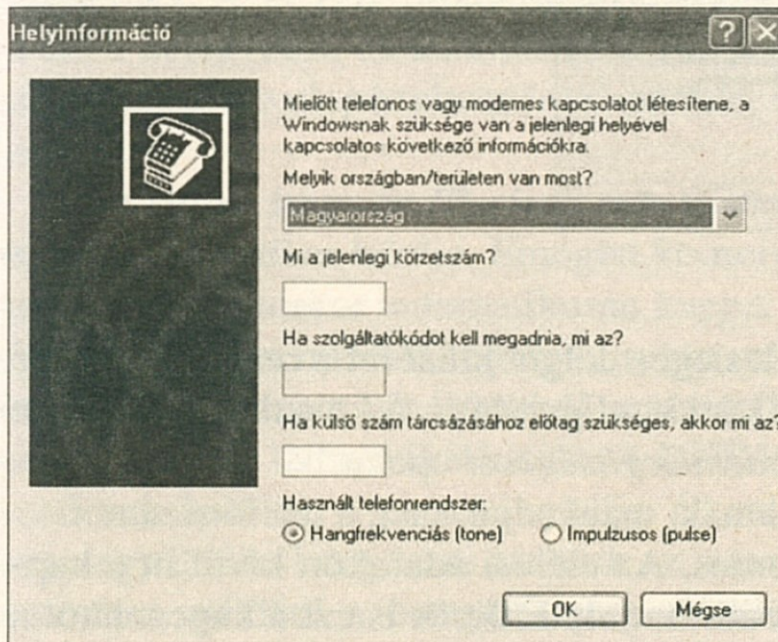 Helyinformáció
Mielőtt telefonos vagy modemes kapcsolatot létesítene, a
Windowsnak szüksége van a jelenlegi helyével
kapcsolatos következő információkra.
Melyik országban/területen van most?
Magyarország
Mi a jelenlegi körzetszám?
Ha szolgáltatókódot kell megadnia, mi az?
Ha külső szám tárcsázásához előtag szükséges, akkor mi az?
Használt telefonrendszer:
Hangfrekvenciás (tone) Impulzusos (pulse)
OK Mégse